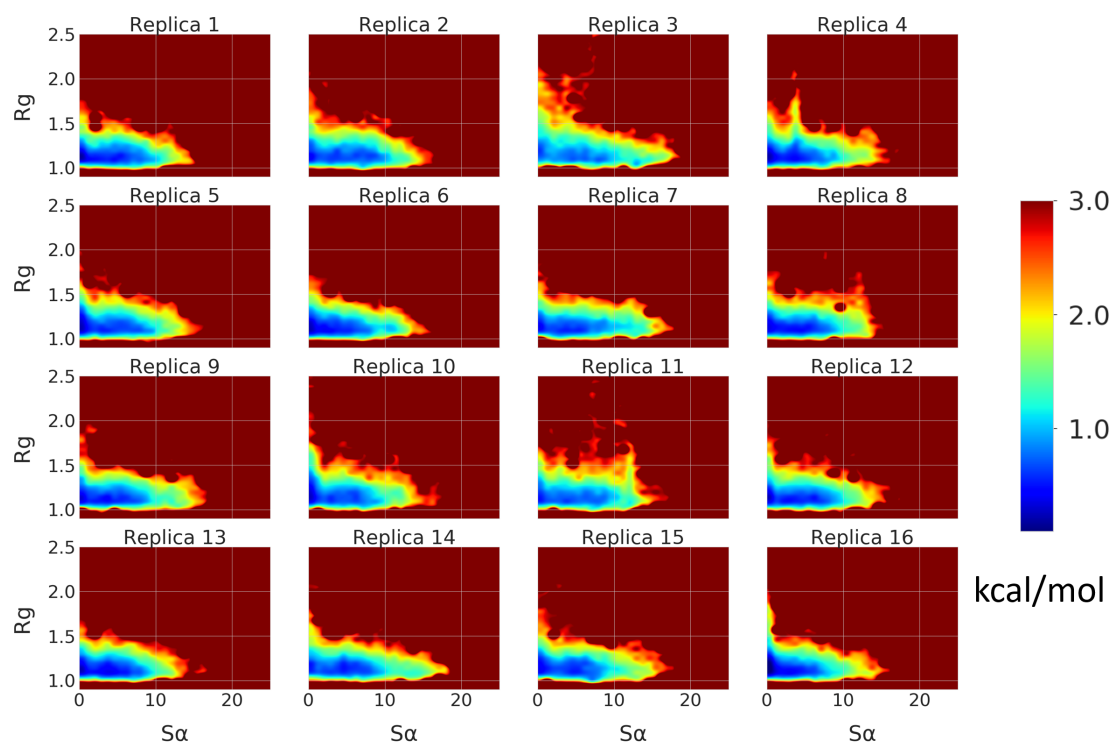 Replica 1 Replica 2 Replica 3 Replica 4
2.5
2.0
1.5
1.0
Rg
Replica 5 Replica 6 Replica 7 Replica 8
2.5
2.0
1.5
1.0
Rg
3.0
2.0
1.0
Replica 9 Replica 10 Replica 11 Replica 12
2.5
2.0
1.5
1.0
Rg
Replica 13 Replica 14 Replica 15 Replica 16
2.5
2.0
1.5
1.0
Rg
kcal/mol
0 10 20 0 10 20 0 10 20 0 10 20
Sα Sα Sα Sα